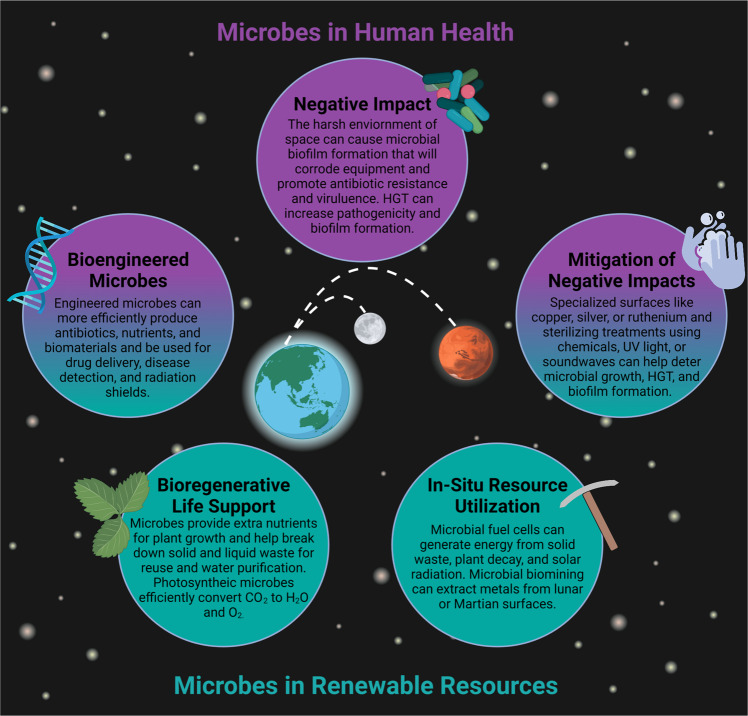 Microbes in Human Health
Negative Impact
The harsh enviornment of
space can cause microbial
biofilm formation that will
corrode equipment and
promote antibiotic resistance
and viruluence. HGT can
increase pathogenicity and
biofilm formation.
Bioengineered
Microbes
Engineered microbes can
more efficiently produce
antibiotics, nutrients, and
biomaterials and be used for
drug delivery, disease
detection, and radiation
shields.
Mitigation of
Negative Impacts
Specialized surfaces like
copper, silver, or ruthenium and
sterilizing treatments using
chemicals, UV light, or
soundwaves can help deter
microbial growth, HGT, and
biofilm formation.
Bioregenerative
Life Support
Microbes provide extra nutrients
for plant growth and help break
down solid and liquid waste for
reuse and water purification.
Photosyntheic microbes
efficiently convert CO₂ to H₂O
and O₂.
In-Situ Resource
Utilization
Microbial fuel cells can
generate energy from solid
waste, plant decay, and solar
radiation. Microbial biomining
can extract metals from lunar
or Martian surfaces.
Microbes in Renewable Resources